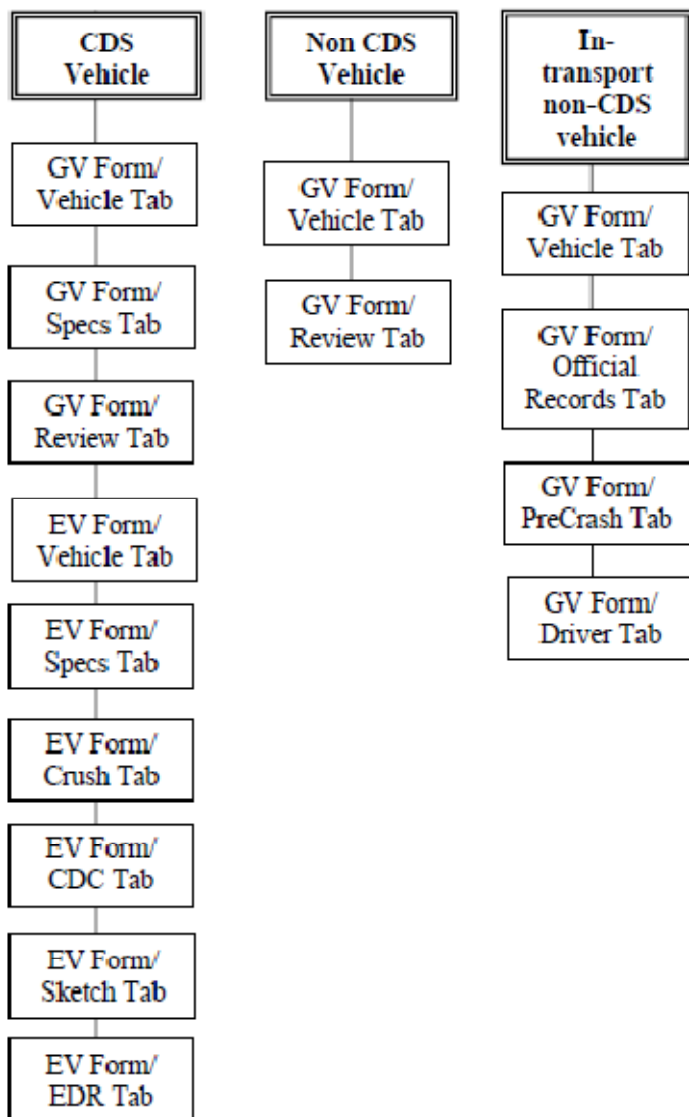 CDS
Vehicle
GV Form/
Vehicle Tab
GV Form/
Specs Tab
GV Form/
Review Tab
EV Form/
Vehicle Tab
EV Form/
Specs Tab
EV Form/
Crush Tab
EV Form/
CDC Tab
EV Form/
Sketch Tab
EV Form/
EDR Tab
Non CDS
Vehicle
GV Form/
Vehicle Tab
GV Form/
Review Tab
In-
transport
non-CDS
vehicle
GV Form/
Vehicle Tab
GV Form/
Official
Records Tab
GV Form/
PreCrash Tab
GV Form/
Driver Tab